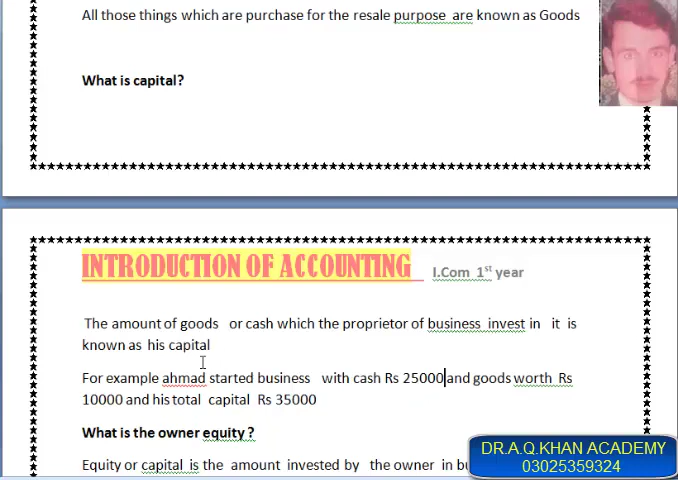 All those things which are purchase for the resale purpose are known as Goods
What is capital?
INTRODUCTION OF ACCOUNTING I.Com 1st year
The amount of goods or cash which the proprietor of business invest in it is
known as his capital
For example ahmad started business with cash Rs 25000 and goods worth Rs
10000 and his total capital Rs 35000
What is the owner equity ?
Equity or capital is the amount invested by the owner in
DR.A.Q.KHAN ACADEMY
03025359324